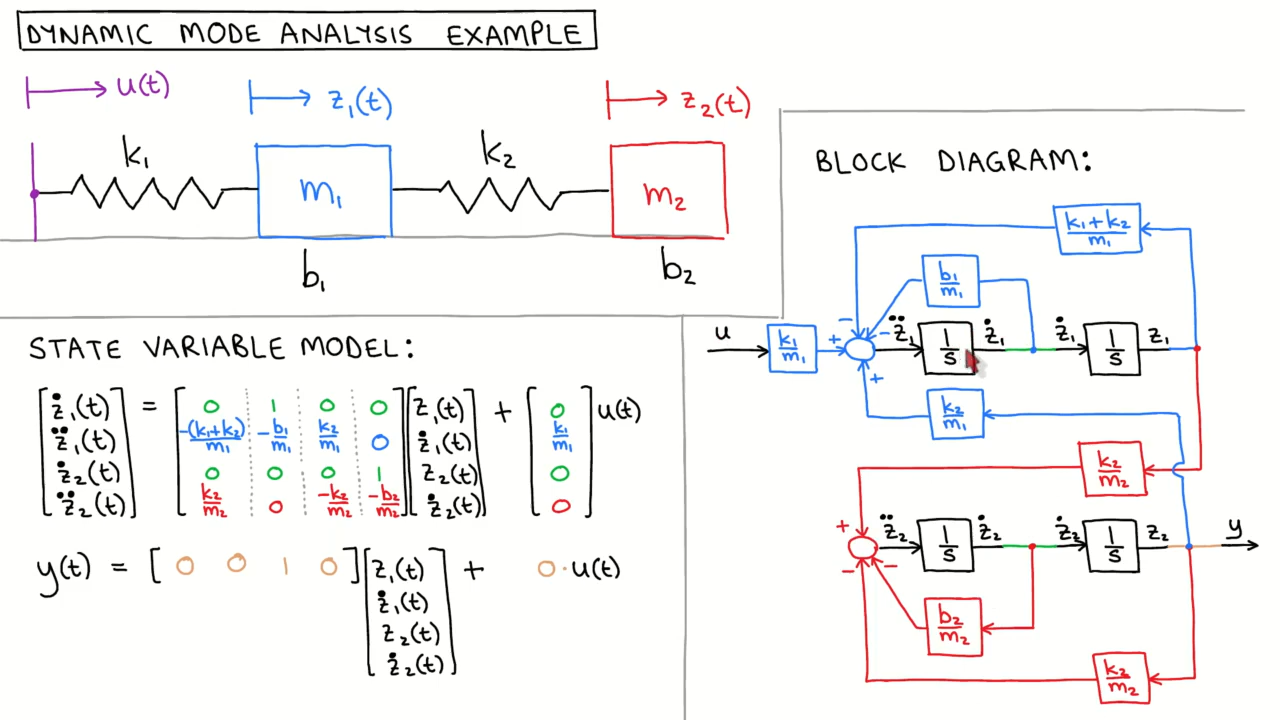 DYNAMIC MODE ANALYSIS EXAMPLE
u(t)
z₁(t)
z₂(t)
k₁
k₂
m₁
m₂
b₁
b₂
STATE VARIABLE MODEL:
ż₁(t) = 0 1 0 0 z₁(t) + 0 u(t)
z̈₁(t) -(k₁+k₂)/m₁ -b₁/m₁ k₂/m₁ 0 ż₁(t) k₁/m₁
ż₂(t) 0 0 0 1 z₂(t) 0
z̈₂(t) k₂/m₂ 0 -k₂/m₂ -b₂/m₂ ż₂(t) 0
y(t) = [ 0 0 1 0 ] z₁(t) + 0·u(t)
ż₁(t)
z₂(t)
ż₂(t)
BLOCK DIAGRAM:
k₁+k₂/m₁
b₁/m₁
u k₁/m₁ + - - z̈₁ 1/s ż₁ ż₁ 1/s z₁
+ k₂/m₁
k₂/m₂
+ z̈₂ 1/s ż₂ ż₂ 1/s z₂ y
- -
b₂/m₂
k₂/m₂